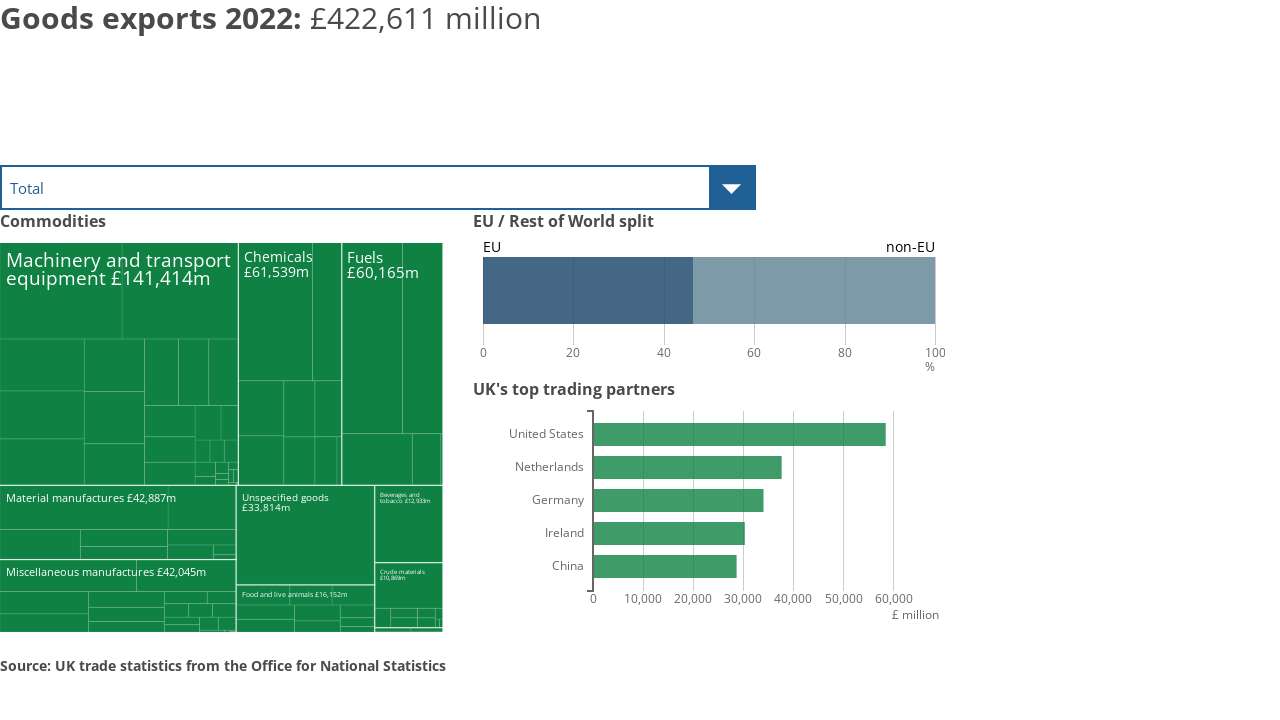 Goods exports 2022: £422,611 million
Total
Commodities
Machinery and transport
equipment £141,414m
Chemicals
£61,539m
Fuels
£60,165m
Material manufactures £42,887m
Miscellaneous manufactures £42,045m
Unspecified goods
£33,814m
Beverages and
tobacco £12,933m
Crude materials
£10,869m
Food and live animals £16,152m
EU / Rest of World split
EU
non-EU
0 20 40 60 80 100
%
UK's top trading partners
United States
Netherlands
Germany
Ireland
China
0 10,000 20,000 30,000 40,000 50,000 60,000
£ million
Source: UK trade statistics from the Office for National Statistics